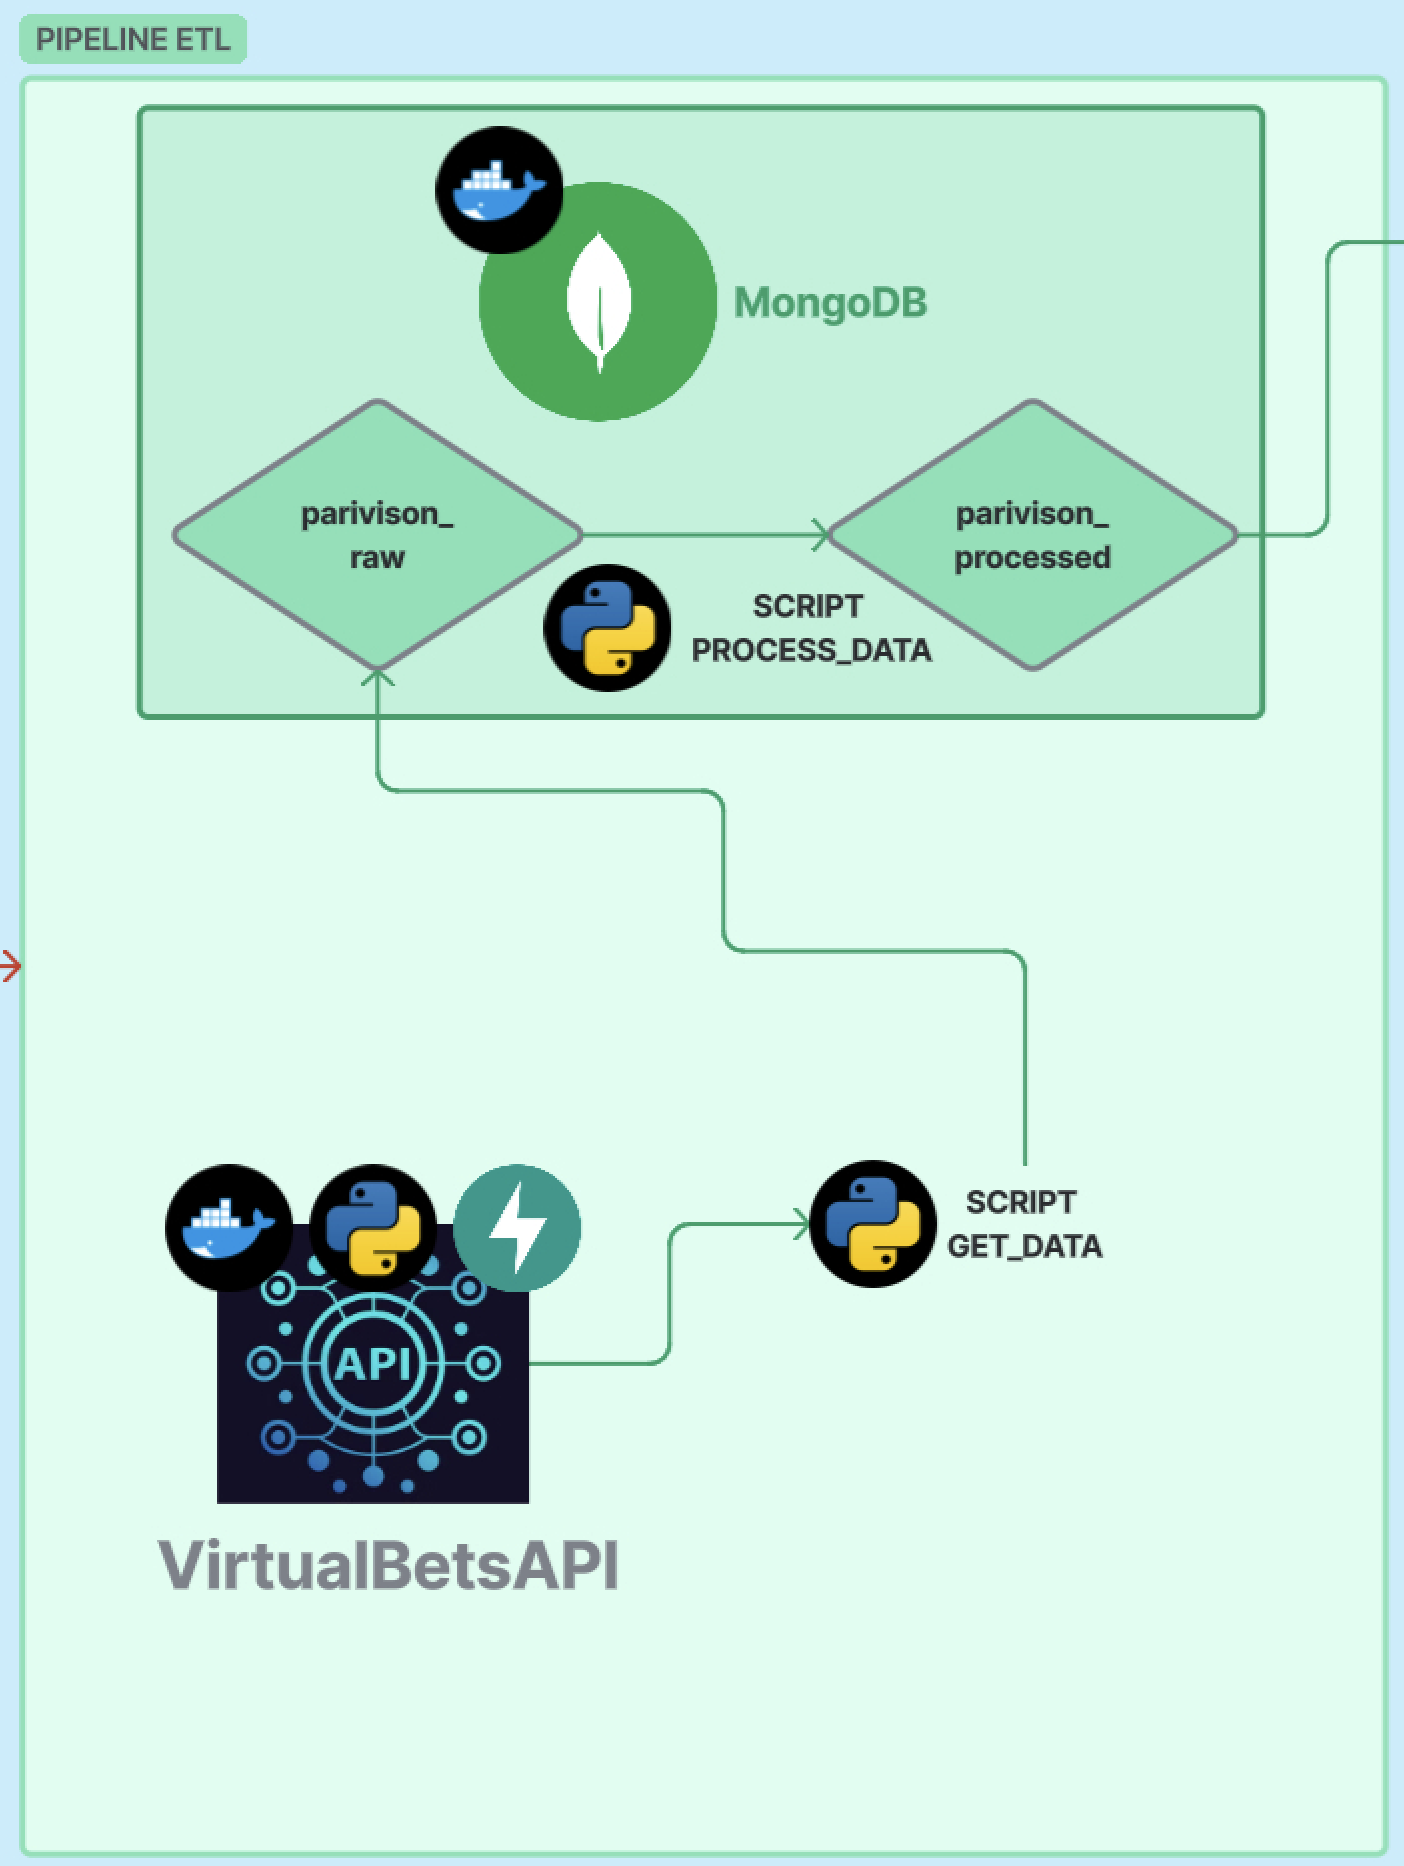 PIPELINE ETL
MongoDB
parivison_
raw
parivison_
processed
SCRIPT
PROCESS_DATA
SCRIPT
GET_DATA
API
VirtualBetsAPI